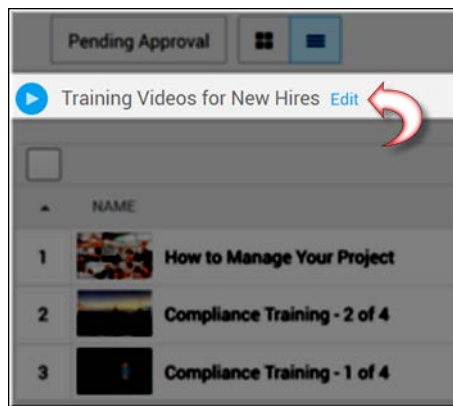 Pending Approval
Training Videos for New Hires Edit
NAME
1 How to Manage Your Project
2 Compliance Training - 2 of 4
3 Compliance Training - 1 of 4